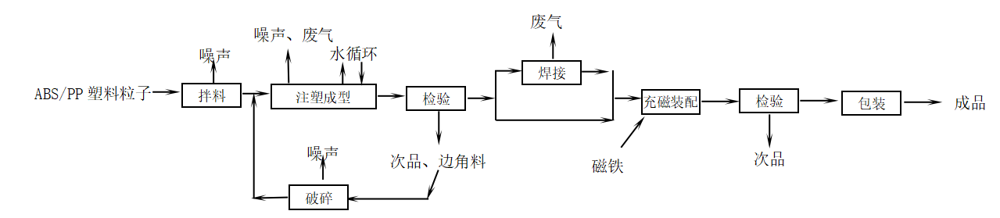 废气
噪声、废气
噪声
水循环
焊接
ABS/PP 塑料粒子
拌料
注塑成型
检验
充磁装配
检验
包装
成品
噪声
次品、边角料
磁铁
次品
破碎